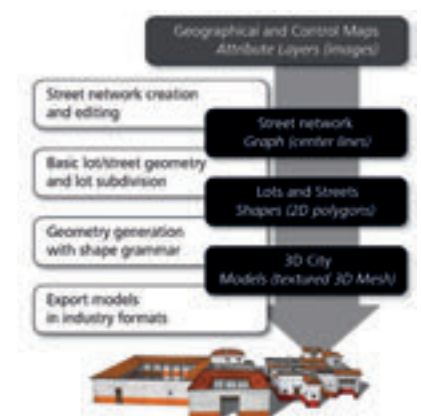 Geographical and Control Maps
Attribute Layers (images)
Street network creation
and editing
Street network
Graph (center lines)
Basic lot/street geometry
and lot subdivision
Lots and Streets
Shapes (2D polygons)
Geometry generation
with shape grammar
3D City
Models (textured 3D Mesh)
Export models
in industry formats